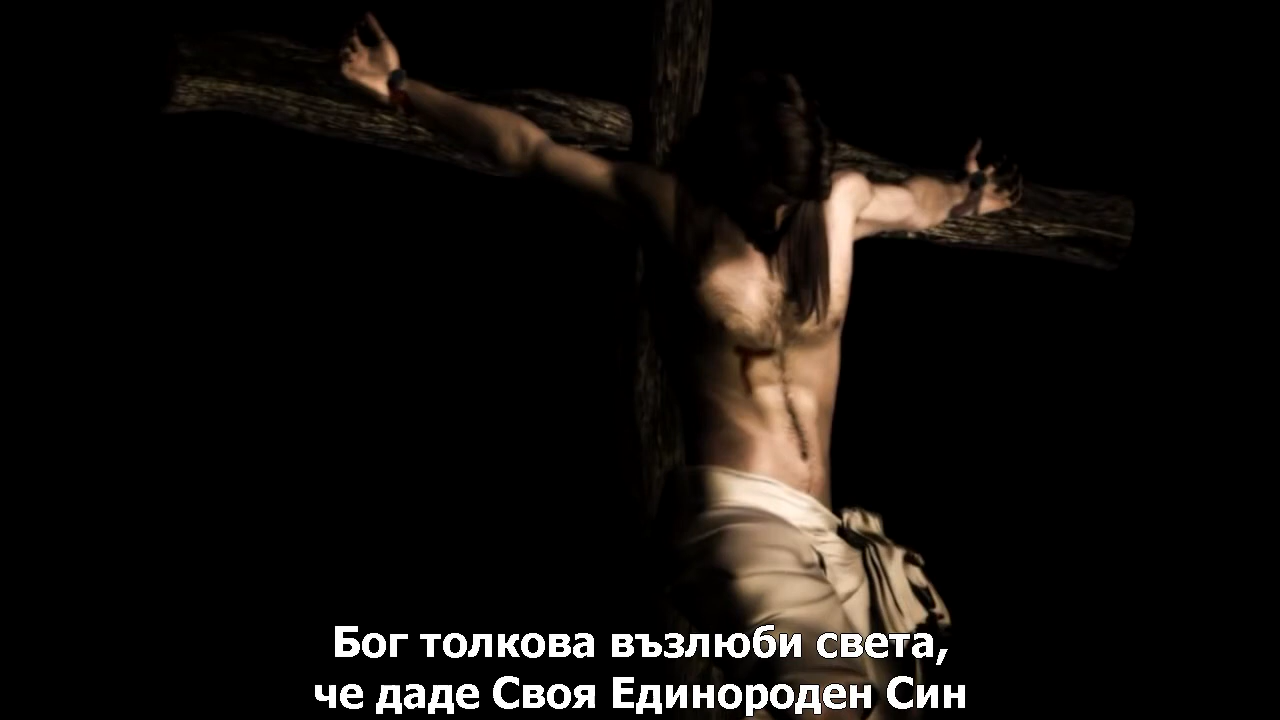 Бог толкова възлюби света,
че даде Своя Единороден Син